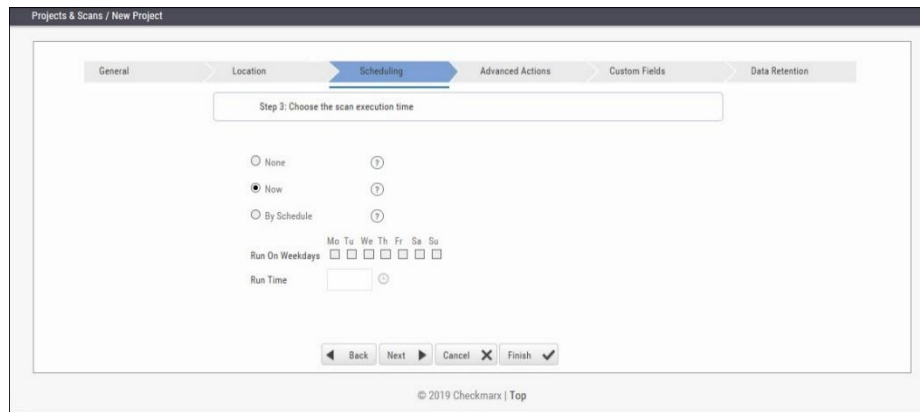 Projects & Scans / New Project
General Location Scheduling Advanced Actions Custom Fields Data Retention
Step 3: Choose the scan execution time
None ?
Now ?
By Schedule ?
Mo Tu We Th Fr Sa Su
Run On Weekdays
Run Time
Back Next Cancel Finish
© 2019 Checkmarx | Top